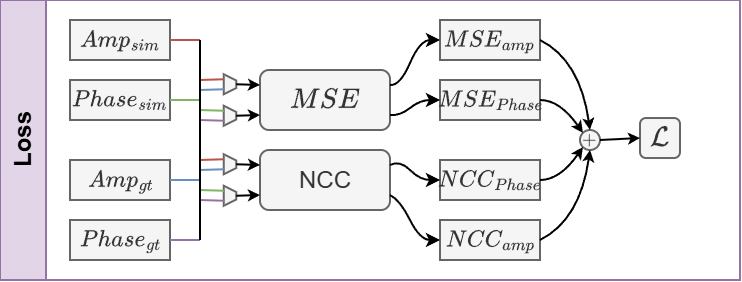 Loss
Amp_sim
Phase_sim
Amp_gt
Phase_gt
MSE
NCC
MSE_amp
MSE_Phase
NCC_Phase
NCC_amp
+
ℒ